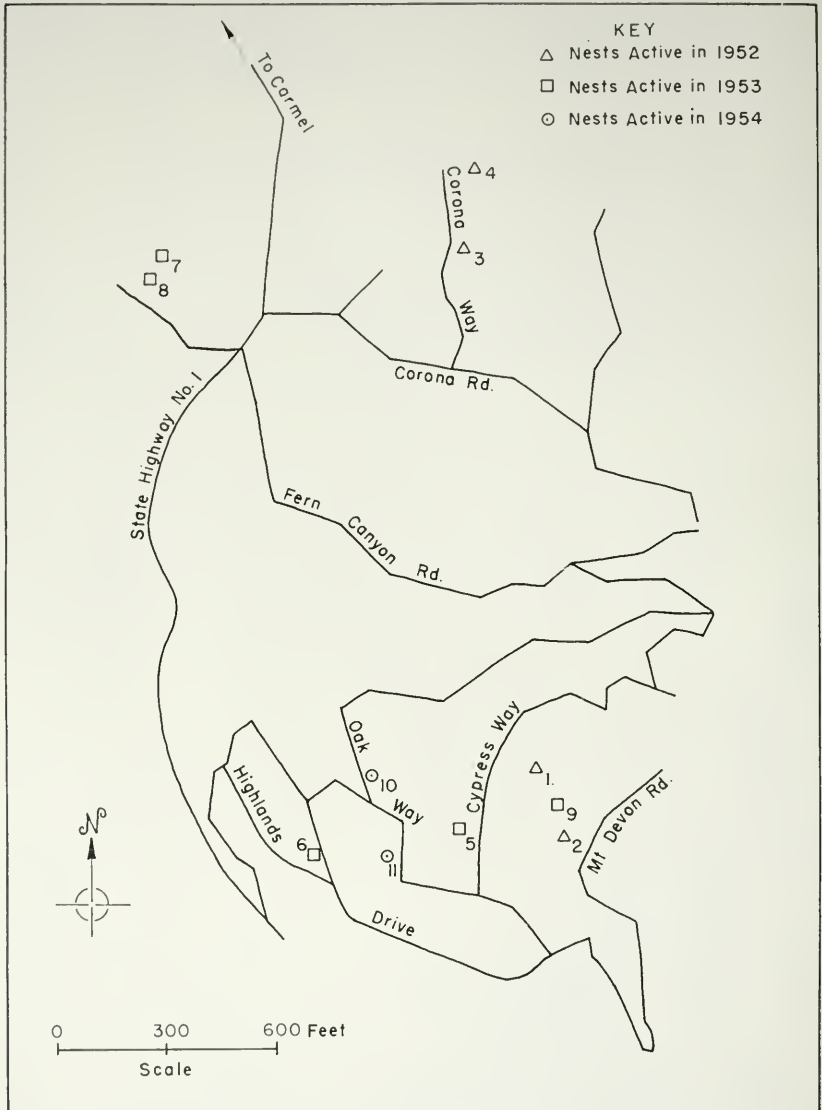 KEY
△ Nests Active in 1952
□ Nests Active in 1953
⊙ Nests Active in 1954
To Carmel
4
Corona
3
Way
7
8
Corona Rd.
State Highway No. 1
Fern
Canyon
Rd.
Oak
Cypress Way
Highlands
10
1.
Way
9
Mt Devon Rd.
6
5
2
11
N
Drive
0 300 600 Feet
Scale